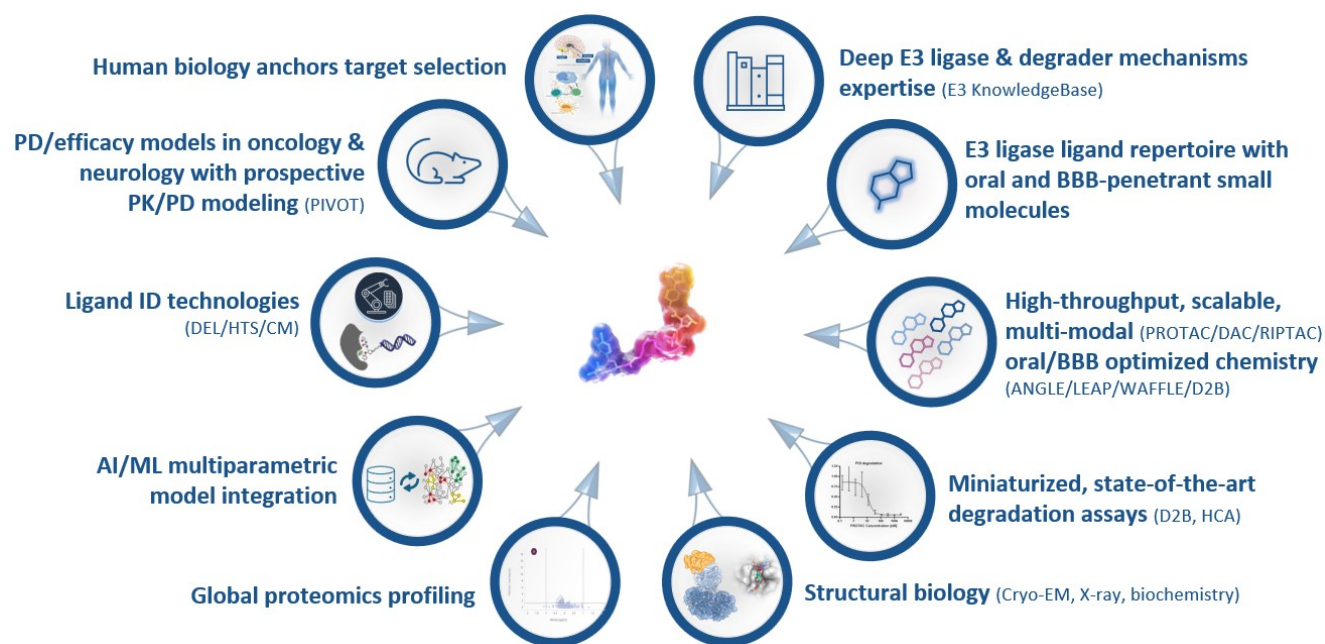 Human biology anchors target selection
Deep E3 ligase & degrader mechanisms
expertise (E3 KnowledgeBase)
PD/efficacy models in oncology &
neurology with prospective
PK/PD modeling (PIVOT)
E3 ligase ligand repertoire with
oral and BBB-penetrant small
molecules
Ligand ID technologies
(DEL/HTS/CM)
High-throughput, scalable,
multi-modal (PROTAC/DAC/RIPTAC)
oral/BBB optimized chemistry
(ANGLE/LEAP/WAFFLE/D2B)
AI/ML multiparametric
model integration
Miniaturized, state-of-the-art
degradation assays (D2B, HCA)
PROTAC Concentration (nM)
Global proteomics profiling
Structural biology (Cryo-EM, X-ray, biochemistry)